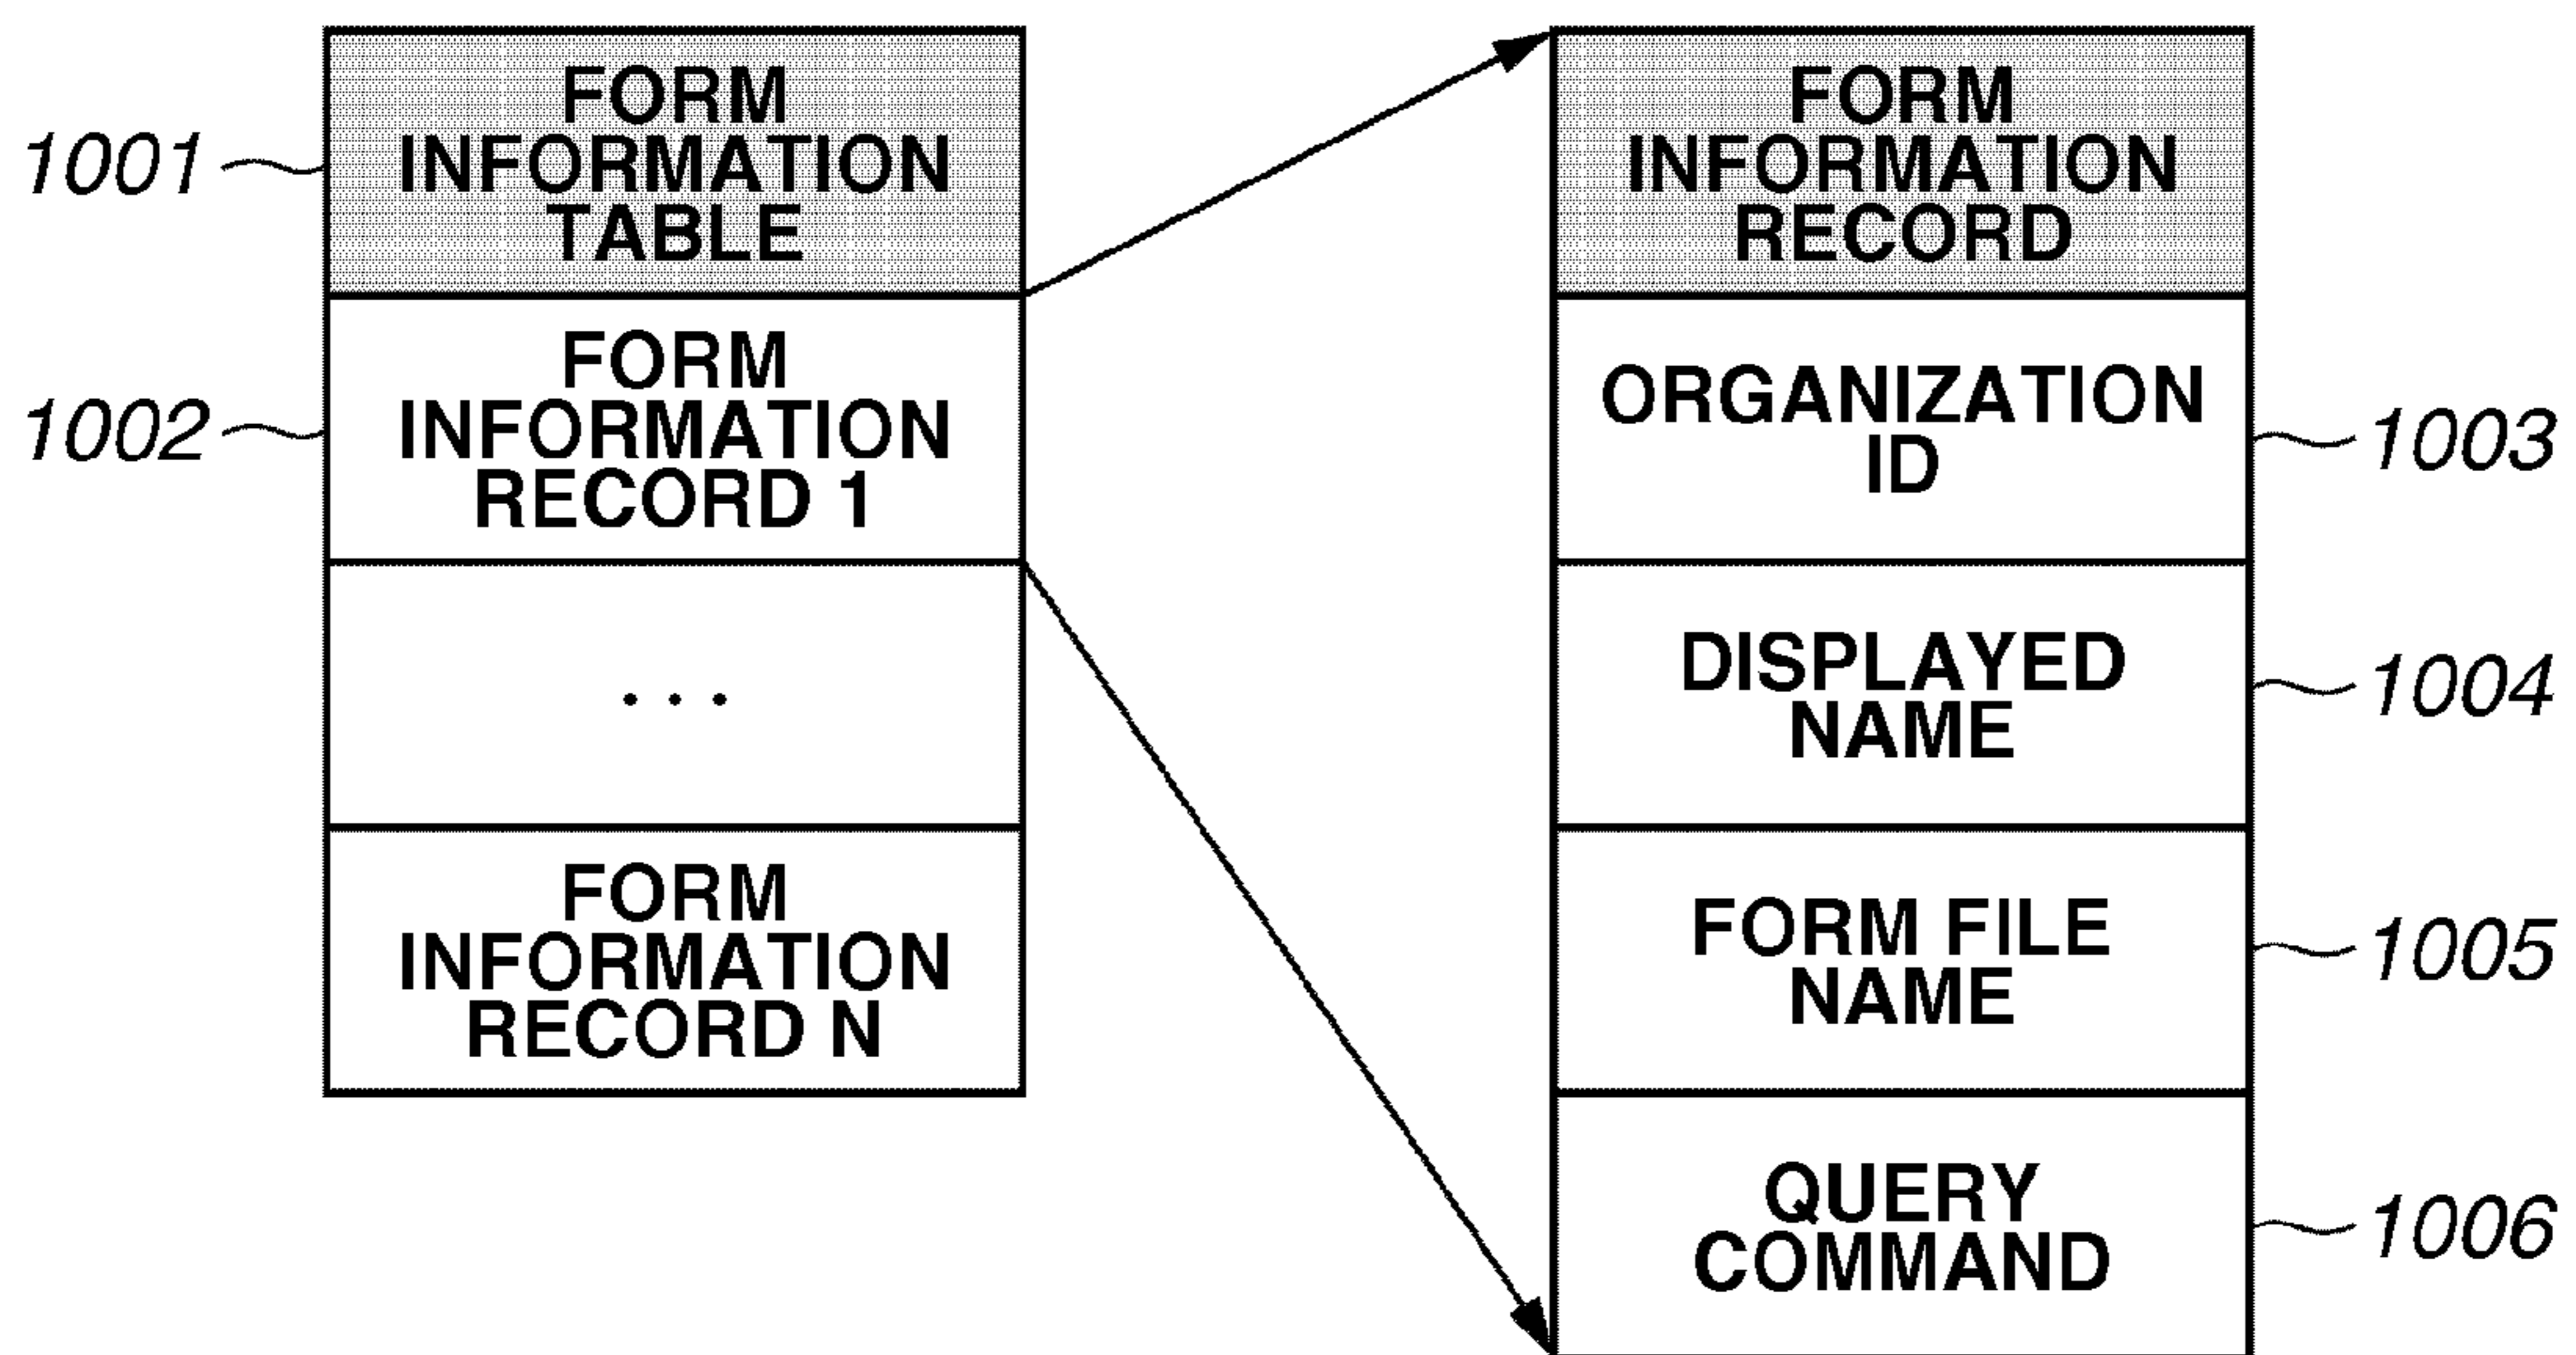 1001
FORM
INFORMATION
TABLE
1002
FORM
INFORMATION
RECORD 1
...
FORM
INFORMATION
RECORD N
FORM
INFORMATION
RECORD
ORGANIZATION
ID
1003
DISPLAYED
NAME
1004
FORM FILE
NAME
1005
QUERY
COMMAND
1006